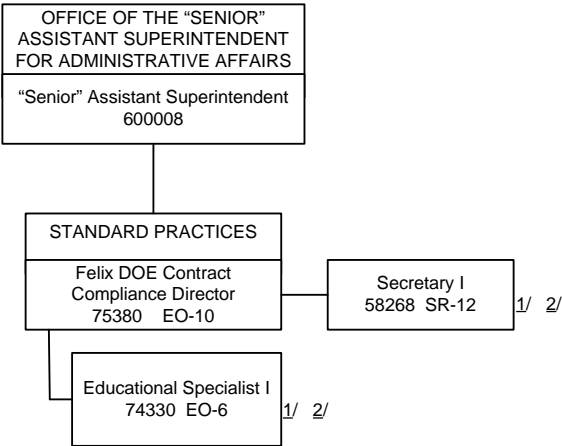 OFFICE OF THE “SENIOR”
ASSISTANT SUPERINTENDENT
FOR ADMINISTRATIVE AFFAIRS
“Senior” Assistant Superintendent
600008
STANDARD PRACTICES
Felix DOE Contract
Compliance Director
75380 EO-10
Secretary I
58268 SR-12
1/ 2/
Educational Specialist I
74330 EO-6
1/ 2/